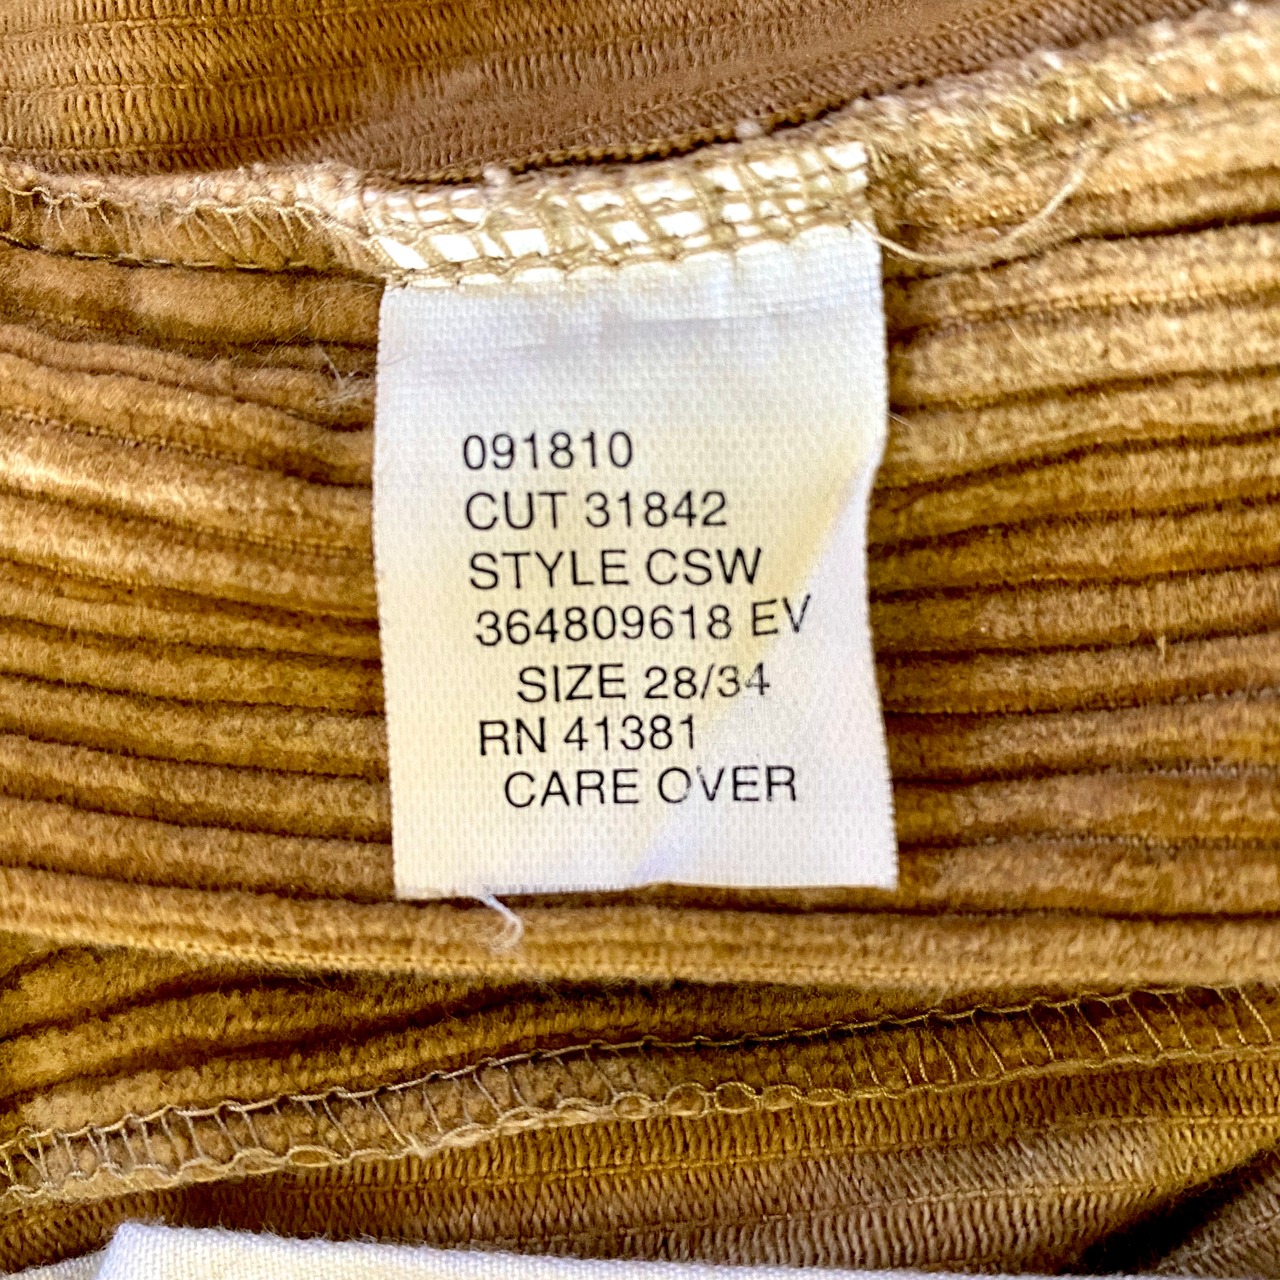 091810
CUT 31842
STYLE CSW
364809618 EV
SIZE 28/34
RN 41381
CARE OVER